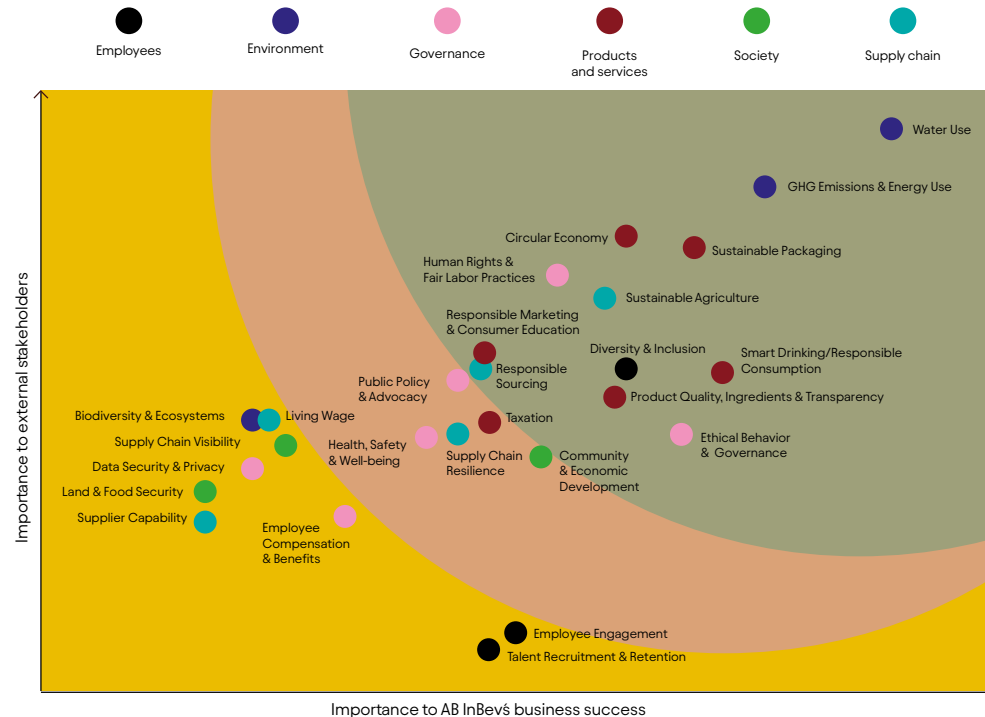 Employees
Environment
Governance
Products
and services
Society
Supply chain
Importance to external stakeholders
Water Use
GHG Emissions & Energy Use
Circular Economy
Sustainable Packaging
Human Rights &
Fair Labor Practices
Sustainable Agriculture
Responsible Marketing
& Consumer Education
Diversity & Inclusion
Smart Drinking/Responsible
Consumption
Responsible
Sourcing
Public Policy
& Advocacy
Product Quality, Ingredients & Transparency
Biodiversity & Ecosystems
Living Wage
Taxation
Supply Chain Visibility
Health, Safety
& Well-being
Ethical Behavior
& Governance
Supply Chain
Resilience
Community
& Economic
Development
Data Security & Privacy
Land & Food Security
Supplier Capability
Employee
Compensation
& Benefits
Employee Engagement
Talent Recruitment & Retention
Importance to AB InBev́s business success